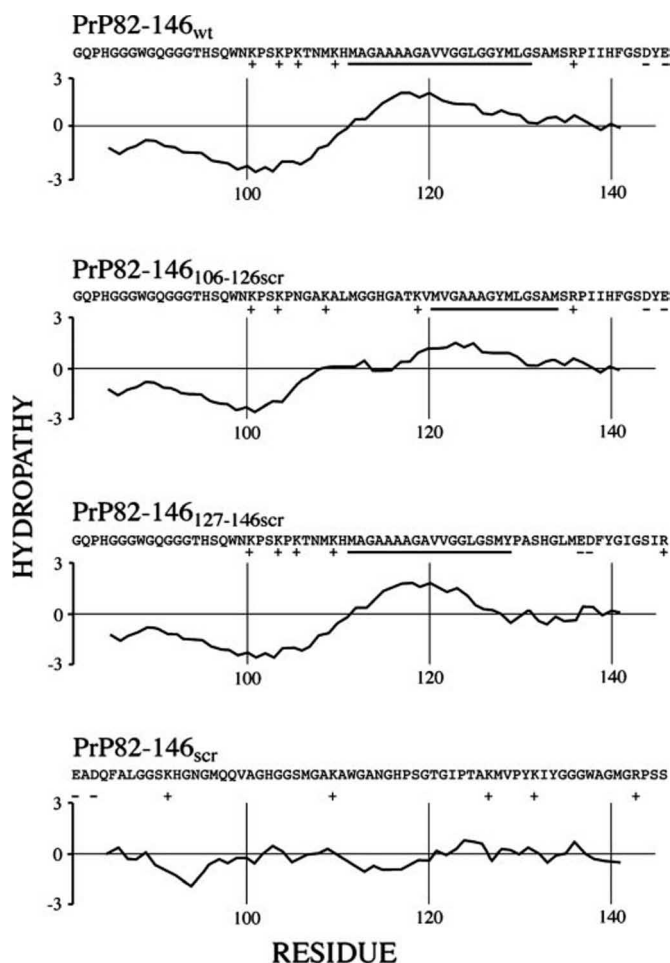 PrP82-146wt
GQPHGGGWGQGGGTHSQWNKPSKPKTNMKHMAGAAAAGAVVGGLGGYMLGSAMSRPIIHFGSDYE
+ + + + + - -
3
0
-3
100 120 140
PrP82-146106-126scr
GQPHGGGWGQGGGTHSQWNKPSKPNGAKALMGGHGATKVMVGAAAGYMLGSAMSRPIIHFGSDYE
+ + + + + - -
3
0
-3
100 120 140
HYDROPATHY
PrP82-146127-146scr
GQPHGGGWGQGGGTHSQWNKPSKPKTNMKHMAGAAAAGAVVGGLGSMYPASHGLMEDFYGIGSIR
+ + + + - - +
3
0
-3
100 120 140
PrP82-146scr
EADQFALGGSKHGNGMQQVAGHGGSMGAKAWGANGHPSGTGIPTAKMVPYKIYGGGWAGMGRPSS
- - + + + + +
3
0
-3
100 120 140
RESIDUE